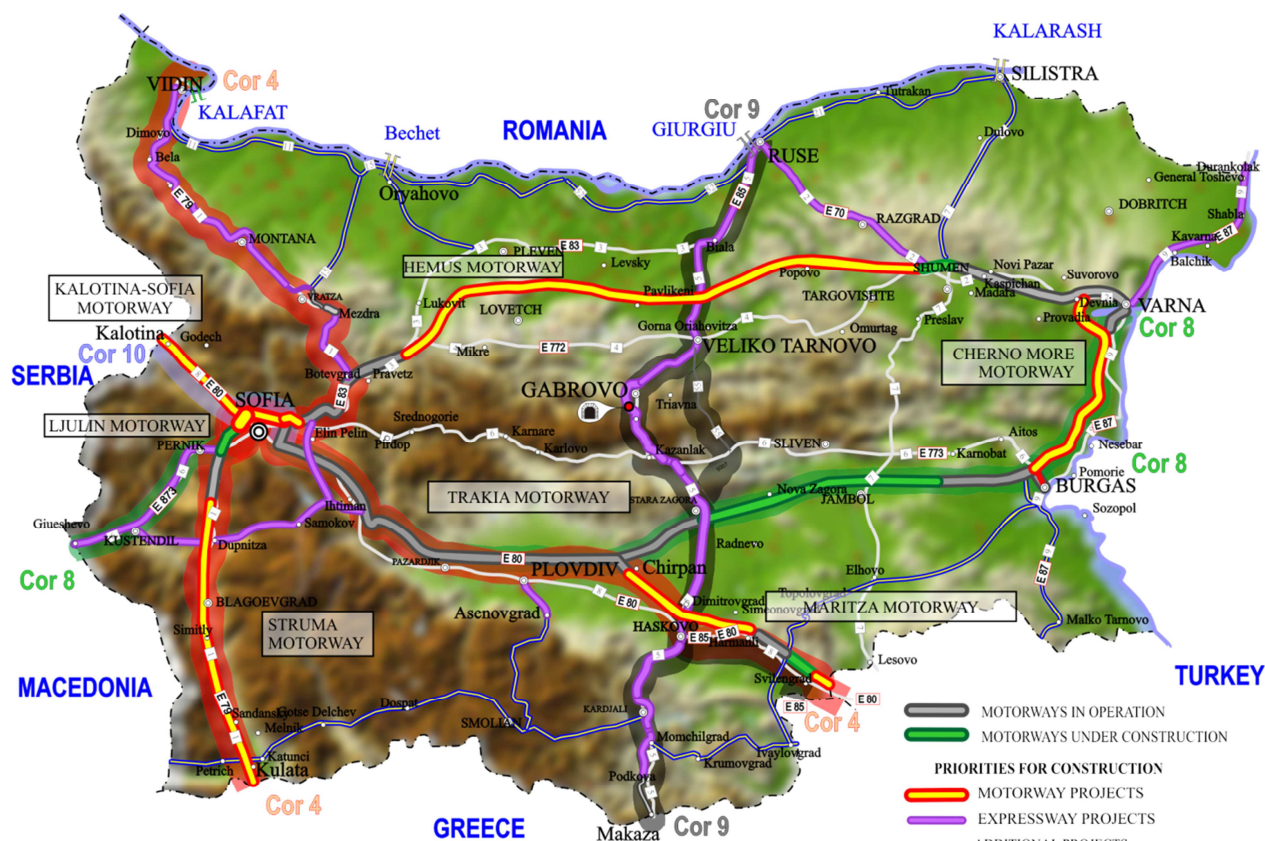 KALARASH
VIDIN
Cor 4
SILISTRA
Tutrakan
KALAFAT
Cor 9
Bechet
ROMANIA
GIURGIU
Dimovo
Dulovo
RUSE
Bela
Durankolak
General Toshevo
Oryahovo
E 79
E 85
E 70
DOBRITCH
RAZGRAD
Shabla
MONTANA
Kavarna
E 87
PLEVEN
E 83
Biala
Balchik
HEMUS MOTORWAY
Levsky
Popovo
SHUMEN
Novi Pazar
Suvorovo
KALOTINA-SOFIA
MOTORWAY
VRATZA
Lukovit
Pavlikeni
TARGOVISHTE
Kaspichan
Madara
Devnia
VARNA
Mezdra
LOVETCH
Preslav
Provadia
Kalotina
Godech
Gorna Oriahovitza
Omurtag
Cor 8
Cor 10
Mikre
E 772
VELIKO TARNOVO
CHERNO MORE
MOTORWAY
SERBIA
Botevgrad
Pravetz
E 80
E 83
GABROVO
SOFIA
Triavna
LJULIN MOTORWAY
Srednogorie
E 87
PERNIK
Elin Pelin
Pirdop
Karnare
Karlovo
Kazanlak
SLIVEN
E 773
Karnobat
Aitos
Nesebar
Cor 8
Pomorie
BURGAS
E 873
TRAKIA MOTORWAY
STARA ZAGORA
Nova Zagora
JAMBOL
Ihtiman
Sozopol
Giueshevo
KUSTENDIL
Samokov
Dupnitza
Radnevo
PAZARDJIK
E 80
PLOVDIV
Chirpan
Elhovo
E 87
Cor 8
BLAGOEVGRAD
Asenovgrad
E 80
Dimitrovgrad
Topolovgrad
Simeonovgrad
MARITZA MOTORWAY
STRUMA
MOTORWAY
Simitly
HASKOVO
E 85
E 80
Harmanli
Malko Tarnovo
Lesovo
Svilengrad
TURKEY
MACEDONIA
E 79
E 80
E 85
Cor 4
Sandanski
Gotse Delchev
Dospat
KARDJALI
MOTORWAYS IN OPERATION
SMOLIAN
Melnik
Momchilgrad
MOTORWAYS UNDER CONSTRUCTION
Ivaylovgrad
Katunci
Krumovgrad
Petrich
Kulata
Podkova
PRIORITIES FOR CONSTRUCTION
MOTORWAY PROJECTS
Cor 4
GREECE
Makaza
Cor 9
EXPRESSWAY PROJECTS